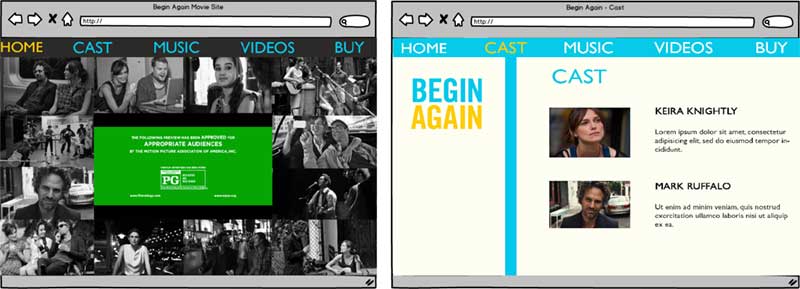 Begin Again Movie Site
http://
HOME CAST MUSIC VIDEOS BUY
THE FOLLOWING PREVIEW HAS BEEN APPROVED FOR
APPROPRIATE AUDIENCES
BY THE MOTION PICTURE ASSOCIATION OF AMERICA, INC.
PG
Begin Again - Cast
http://
HOME CAST MUSIC VIDEOS BUY
BEGIN
AGAIN
CAST
KEIRA KNIGHTLY
Lorem ipsum dolor sit amet, consectetur
adipisicing elit, sed do eiusmod tempor in-
cididunt.
MARK RUFFALO
Ut enim ad minim veniam, quis nostrud
exercitation ullamco laboris nisi ut aliquip
ex ea.